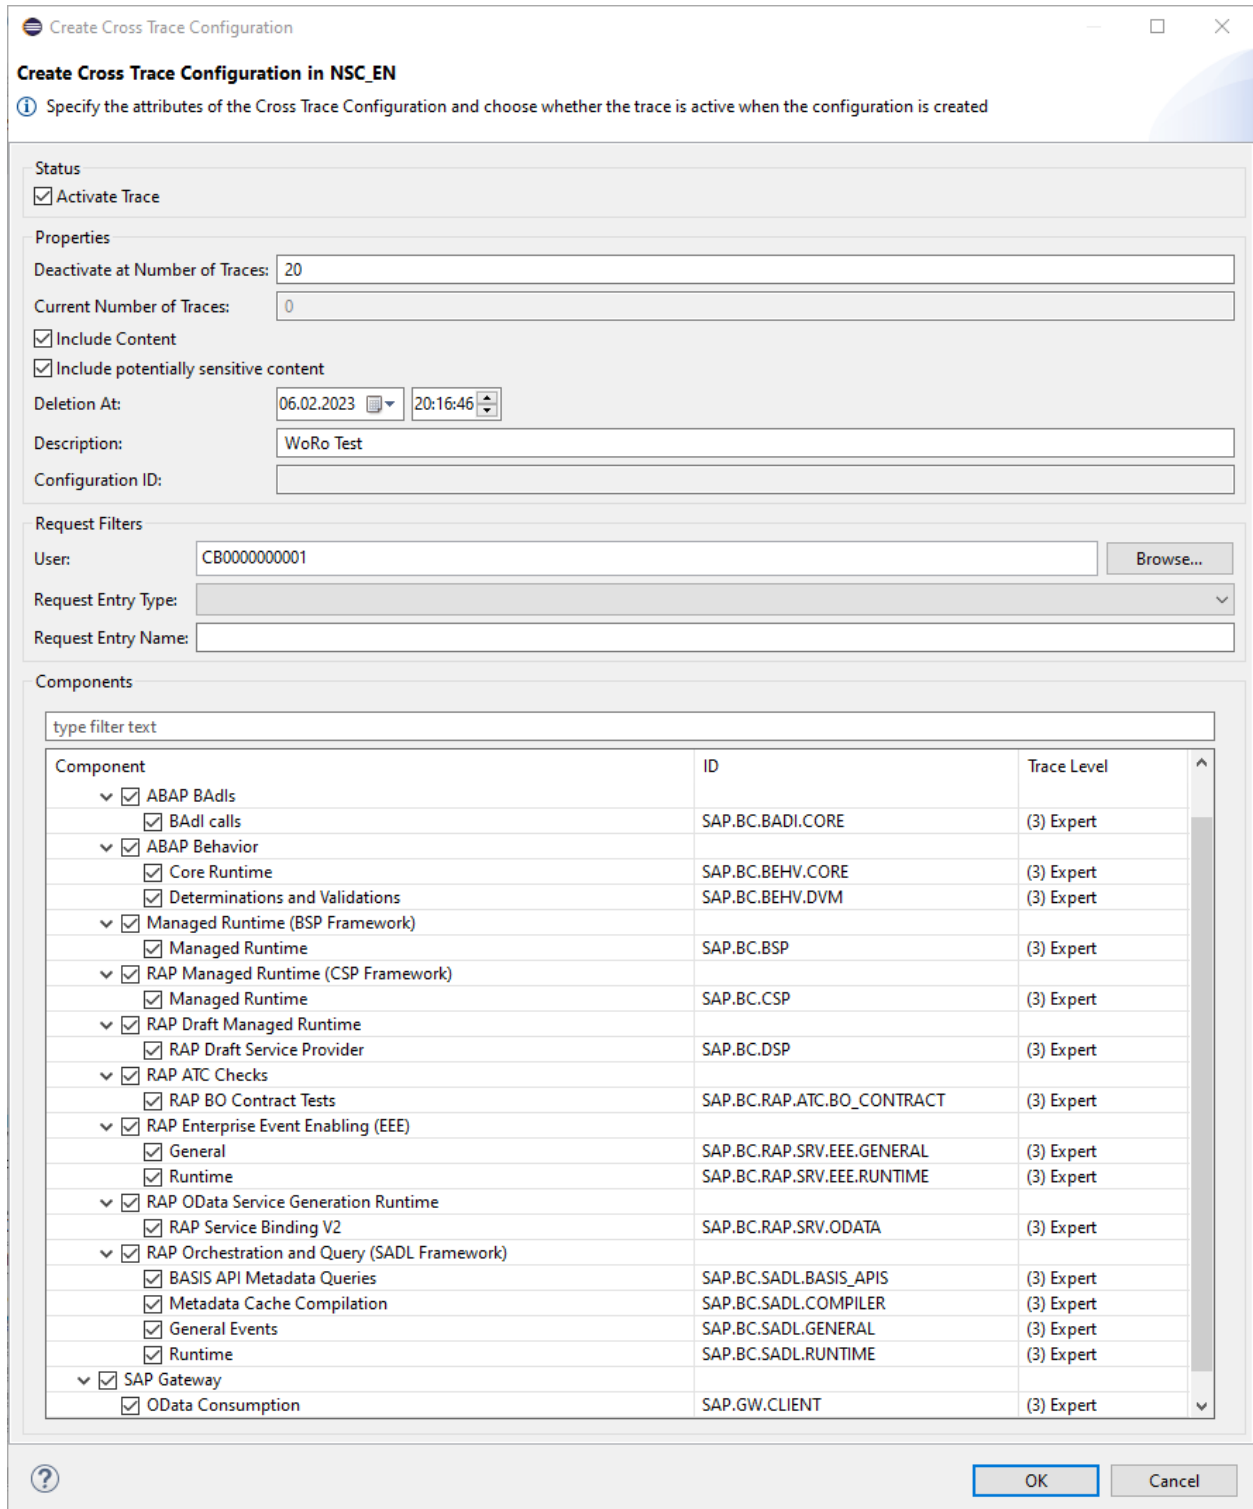 Create Cross Trace Configuration
Create Cross Trace Configuration in NSC_EN
Specify the attributes of the Cross Trace Configuration and choose whether the trace is active when the configuration is created
Status
Activate Trace
Properties
Deactivate at Number of Traces: 20
Current Number of Traces: 0
Include Content
Include potentially sensitive content
Deletion At: 06.02.2023 20:16:46
Description: WoRo Test
Configuration ID:
Request Filters
User: CB0000000001 Browse...
Request Entry Type:
Request Entry Name:
Components
type filter text
Component ID Trace Level
ABAP BAdIs
BAdI calls SAP.BC.BADI.CORE (3) Expert
ABAP Behavior
Core Runtime SAP.BC.BEHV.CORE (3) Expert
Determinations and Validations SAP.BC.BEHV.DVM (3) Expert
Managed Runtime (BSP Framework)
Managed Runtime SAP.BC.BSP (3) Expert
RAP Managed Runtime (CSP Framework)
Managed Runtime SAP.BC.CSP (3) Expert
RAP Draft Managed Runtime
RAP Draft Service Provider SAP.BC.DSP (3) Expert
RAP ATC Checks
RAP BO Contract Tests SAP.BC.RAP.ATC.BO_CONTRACT (3) Expert
RAP Enterprise Event Enabling (EEE)
General SAP.BC.RAP.SRV.EEE.GENERAL (3) Expert
Runtime SAP.BC.RAP.SRV.EEE.RUNTIME (3) Expert
RAP OData Service Generation Runtime
RAP Service Binding V2 SAP.BC.RAP.SRV.ODATA (3) Expert
RAP Orchestration and Query (SADL Framework)
BASIS API Metadata Queries SAP.BC.SADL.BASIS_APIS (3) Expert
Metadata Cache Compilation SAP.BC.SADL.COMPILER (3) Expert
General Events SAP.BC.SADL.GENERAL (3) Expert
Runtime SAP.BC.SADL.RUNTIME (3) Expert
SAP Gateway
OData Consumption SAP.GW.CLIENT (3) Expert
OK Cancel